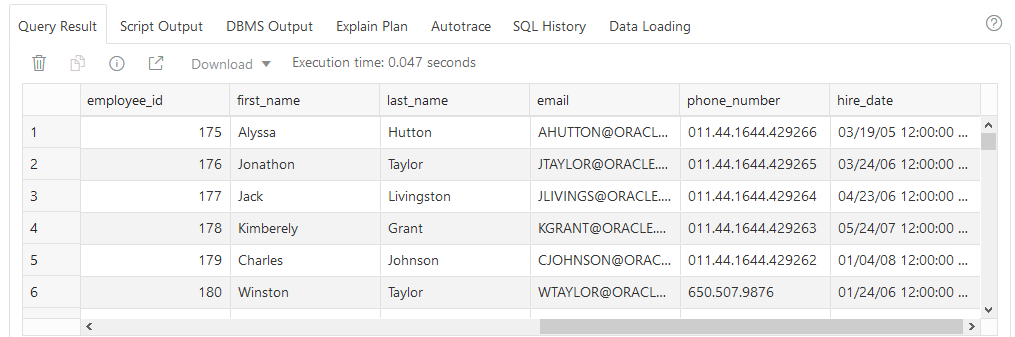 Query Result Script Output DBMS Output Explain Plan Autotrace SQL History Data Loading
Download Execution time: 0.047 seconds
employee_id first_name last_name email phone_number hire_date
1 175 Alyssa Hutton AHUTTON@ORACL... 011.44.1644.429266 03/19/05 12:00:00 ...
2 176 Jonathon Taylor JTAYLOR@ORACLE.... 011.44.1644.429265 03/24/06 12:00:00 ...
3 177 Jack Livingston JLIVINGS@ORACLE.... 011.44.1644.429264 04/23/06 12:00:00 ...
4 178 Kimberely Grant KGRANT@ORACLE.... 011.44.1644.429263 05/24/07 12:00:00 ...
5 179 Charles Johnson CJOHNSON@ORAC... 011.44.1644.429262 01/04/08 12:00:00 ...
6 180 Winston Taylor WTAYLOR@ORACL... 650.507.9876 01/24/06 12:00:00 ...